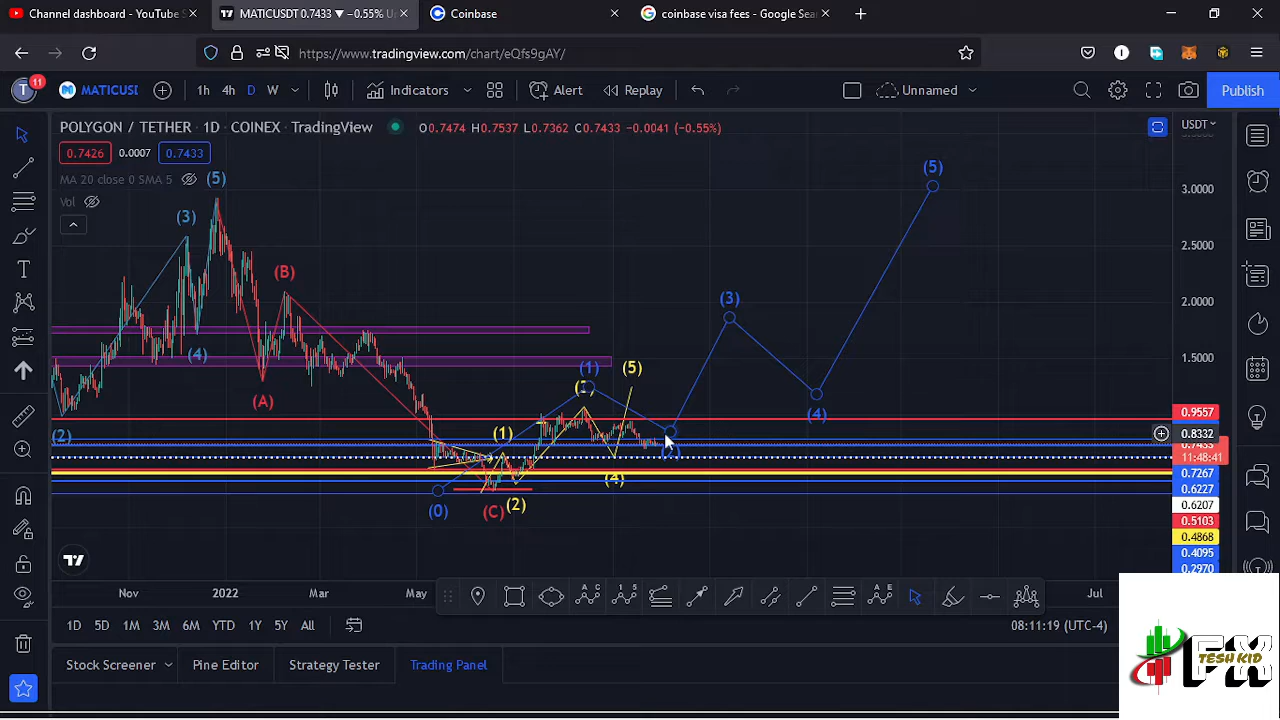 Channel dashboard - YouTube S
MATICUSDT 0.7433 ▼ −0.55% U
Coinbase
coinbase visa fees - Google Sea
https://www.tradingview.com/chart/eQfs9gAY/
11
T
MATICUSD
1h 4h D W
Indicators
Alert
Replay
Unnamed
Publish
POLYGON / TETHER · 1D · COINEX · TradingView
O0.7474 H0.7537 L0.7362 C0.7433 −0.0041 (−0.55%)
USDT
0.7426 0.0007 0.7433
MA 20 close 0 SMA 5
Vol
(5)
(3)
(B)
(4)
(A)
(2)
(1)
(5)
(1)
(4)
(2)
(0)
(C)
(5)
(3)
(4)
3.0000
2.5000
2.0000
1.5000
0.9557
0.8332
11:48:41
0.7267
0.6227
0.6207
0.5103
0.4868
0.4095
0.2970
Nov 2022 Mar May Jul
1D 5D 1M 3M 6M YTD 1Y 5Y All
08:11:19 (UTC-4)
Stock Screener Pine Editor Strategy Tester Trading Panel
FX
TESH KID